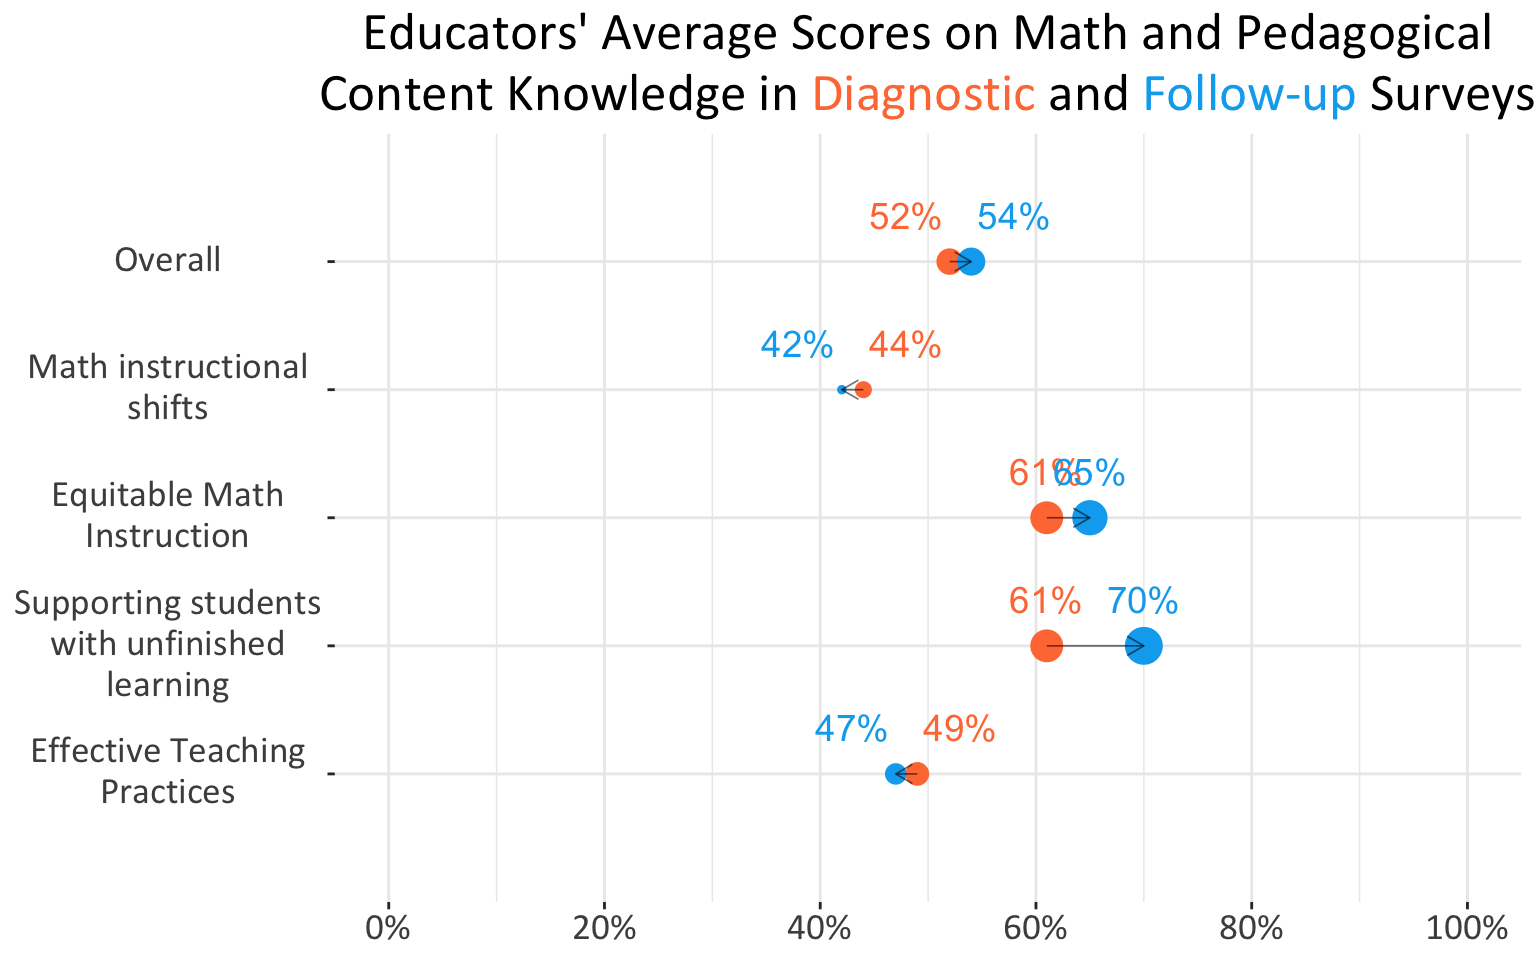 Educators' Average Scores on Math and Pedagogical
Content Knowledge in Diagnostic and Follow-up Surveys
52% 54%
Overall
42% 44%
Math instructional
shifts
61% 65%
Equitable Math
Instruction
61% 70%
Supporting students
with unfinished
learning
47% 49%
Effective Teaching
Practices
0% 20% 40% 60% 80% 100%